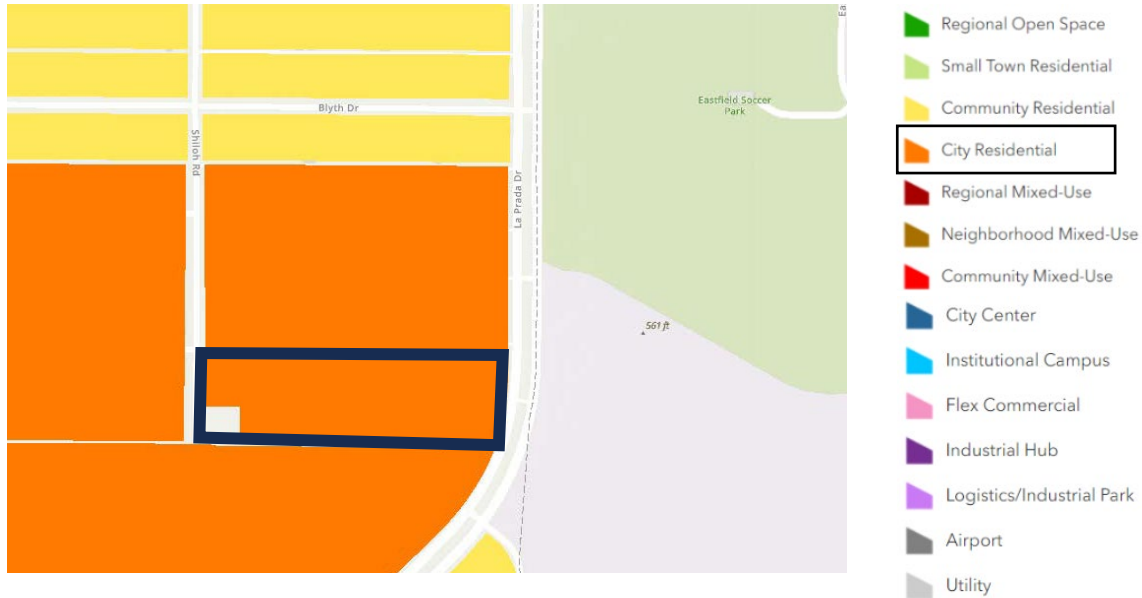 Blyth Dr
Shiloh Rd
La Prada Dr
Eastfield Soccer
Park
Ea
561 ft
Regional Open Space
Small Town Residential
Community Residential
City Residential
Regional Mixed-Use
Neighborhood Mixed-Use
Community Mixed-Use
City Center
Institutional Campus
Flex Commercial
Industrial Hub
Logistics/Industrial Park
Airport
Utility